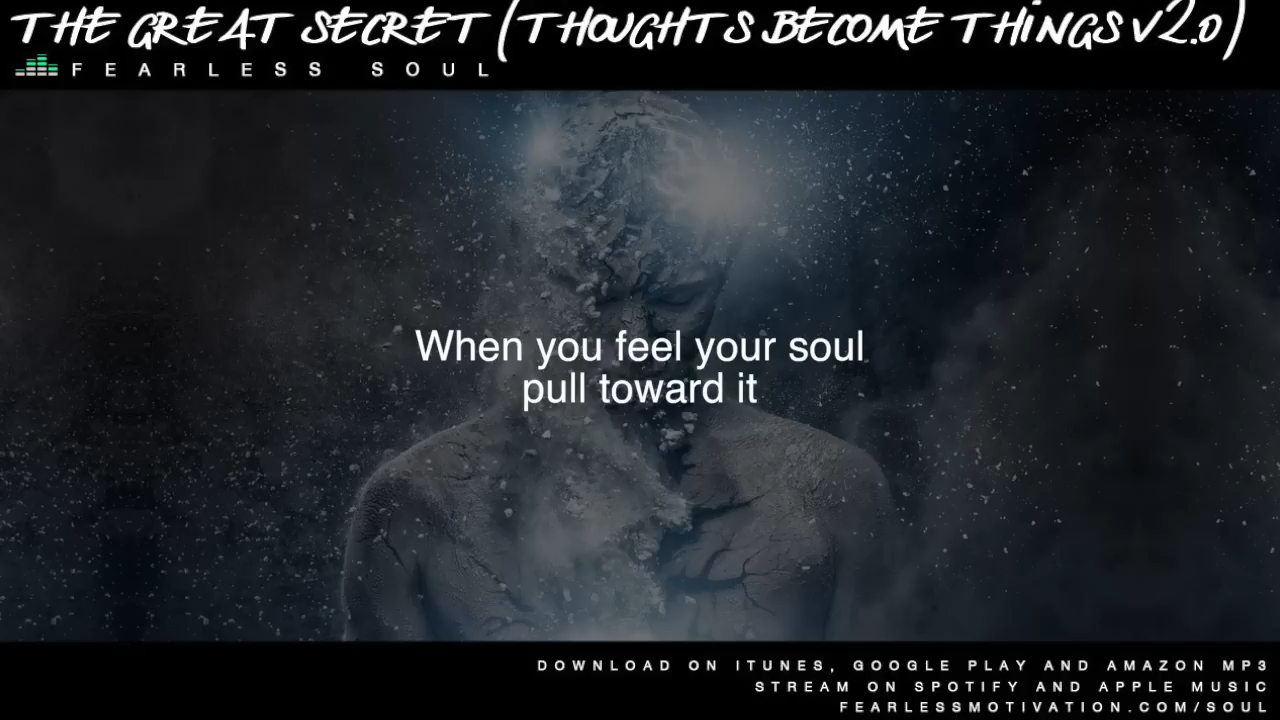 THE GREAT SECRET (THOUGHTS BECOME THINGS V2.0)
FEARLESS SOUL
When you feel your soul
pull toward it
DOWNLOAD ON ITUNES, GOOGLE PLAY AND AMAZON MP3
STREAM ON SPOTIFY AND APPLE MUSIC
FEARLESSMOTIVATION.COM/SOUL